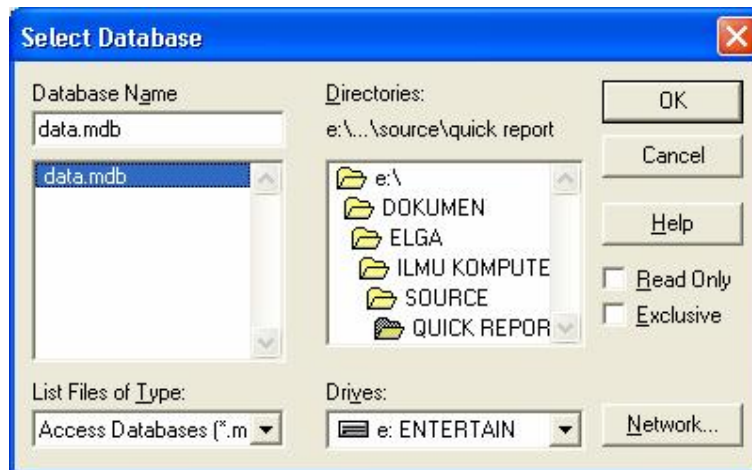 Select Database
Database Name
data.mdb
data.mdb
Directories:
e:\...\source\quick report
e:\
DOKUMEN
ELGA
ILMU KOMPUTE
SOURCE
QUICK REPOR
OK
Cancel
Help
Read Only
Exclusive
List Files of Type:
Access Databases (*.m
Drives:
e: ENTERTAIN
Network...